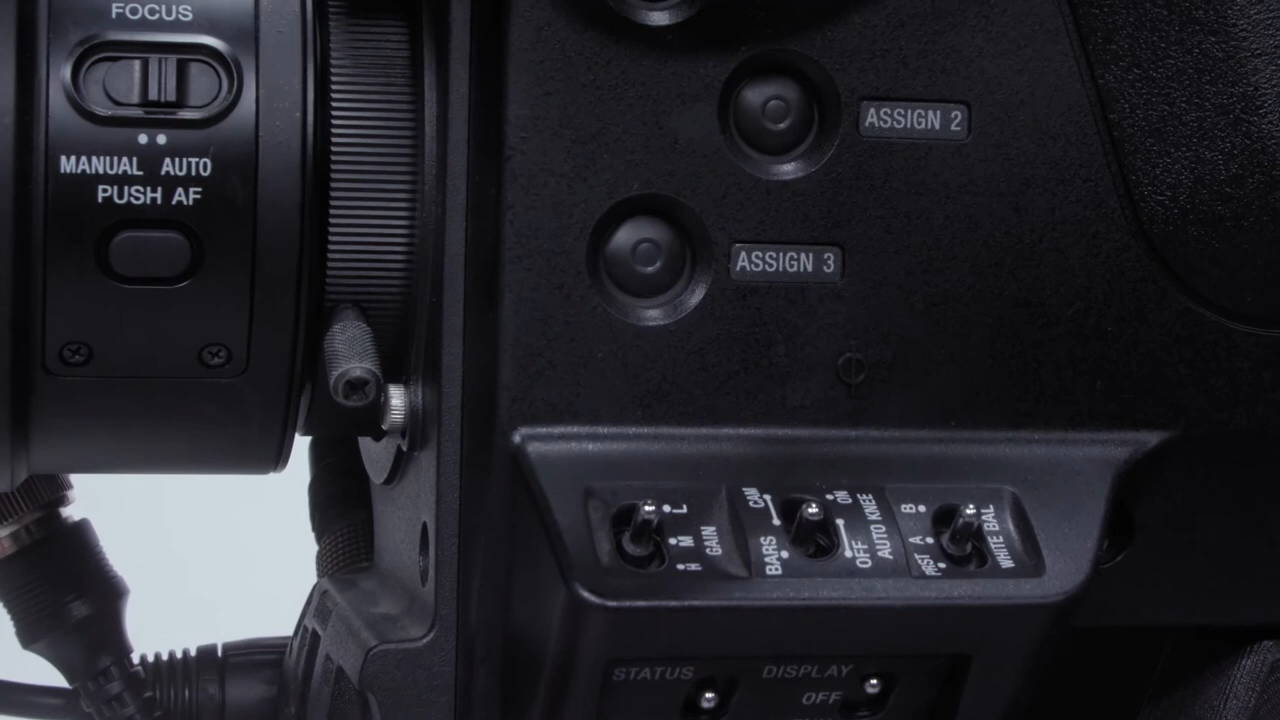 FOCUS
MANUAL AUTO
PUSH AF
ASSIGN 2
ASSIGN 3
L
M
H
GAIN
CAM
BARS
ON
OFF
AUTO KNEE
B
A
PRST
WHITE BAL
STATUS
DISPLAY
OFF